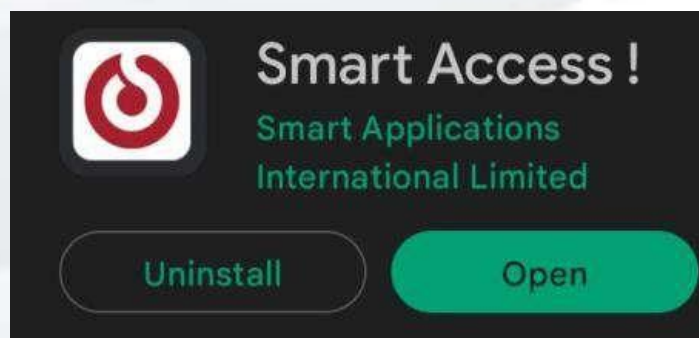 Smart Access !
Smart Applications
International Limited
Uninstall
Open